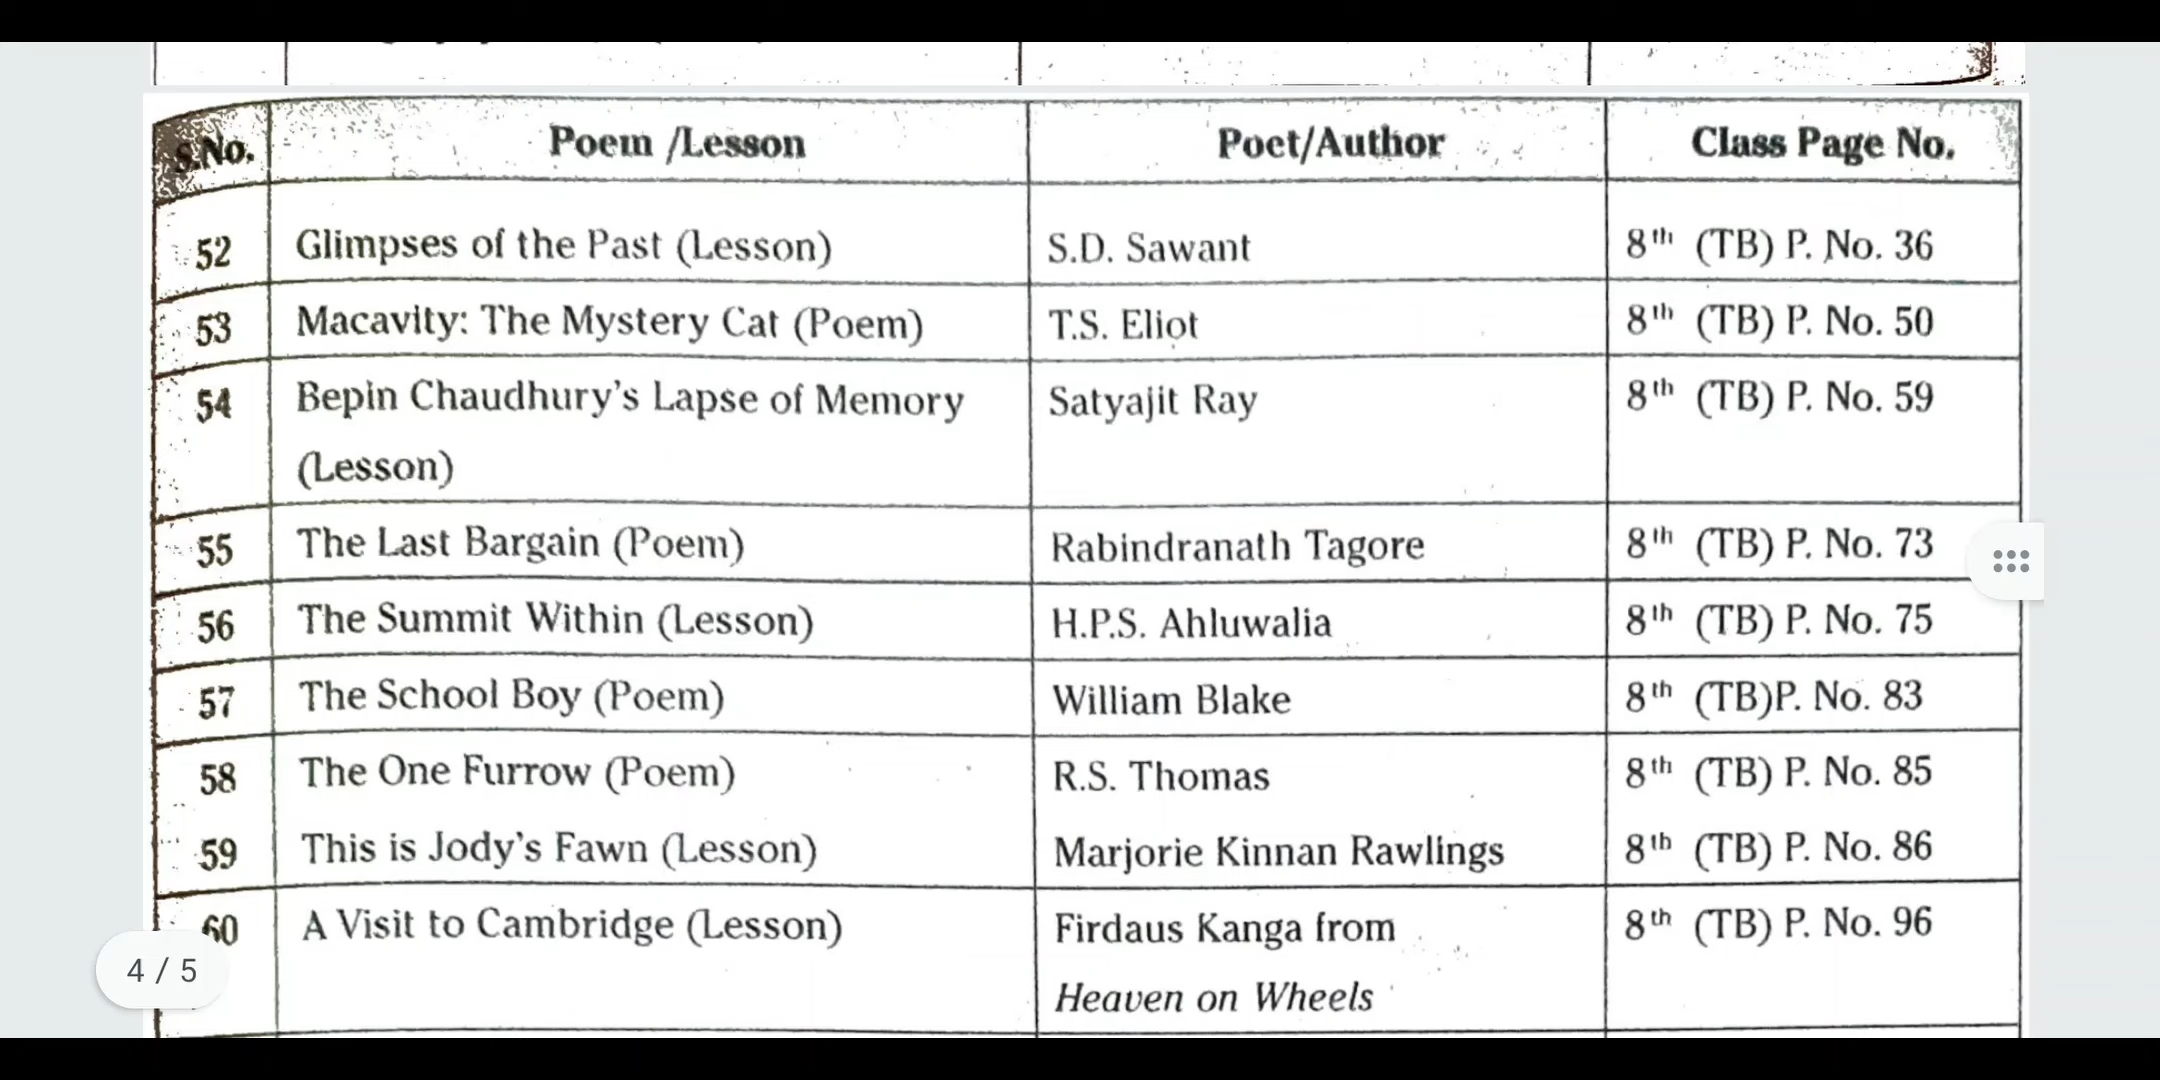 S.No. Poem /Lesson Poet/Author Class Page No.
52 Glimpses of the Past (Lesson) S.D. Sawant 8th (TB) P. No. 36
53 Macavity: The Mystery Cat (Poem) T.S. Eliot 8th (TB) P. No. 50
54 Bepin Chaudhury's Lapse of Memory Satyajit Ray 8th (TB) P. No. 59
(Lesson)
55 The Last Bargain (Poem) Rabindranath Tagore 8th (TB) P. No. 73
56 The Summit Within (Lesson) H.P.S. Ahluwalia 8th (TB) P. No. 75
57 The School Boy (Poem) William Blake 8th (TB)P. No. 83
58 The One Furrow (Poem) R.S. Thomas 8th (TB) P. No. 85
59 This is Jody's Fawn (Lesson) Marjorie Kinnan Rawlings 8th (TB) P. No. 86
60 A Visit to Cambridge (Lesson) Firdaus Kanga from 8th (TB) P. No. 96
4 / 5
Heaven on Wheels